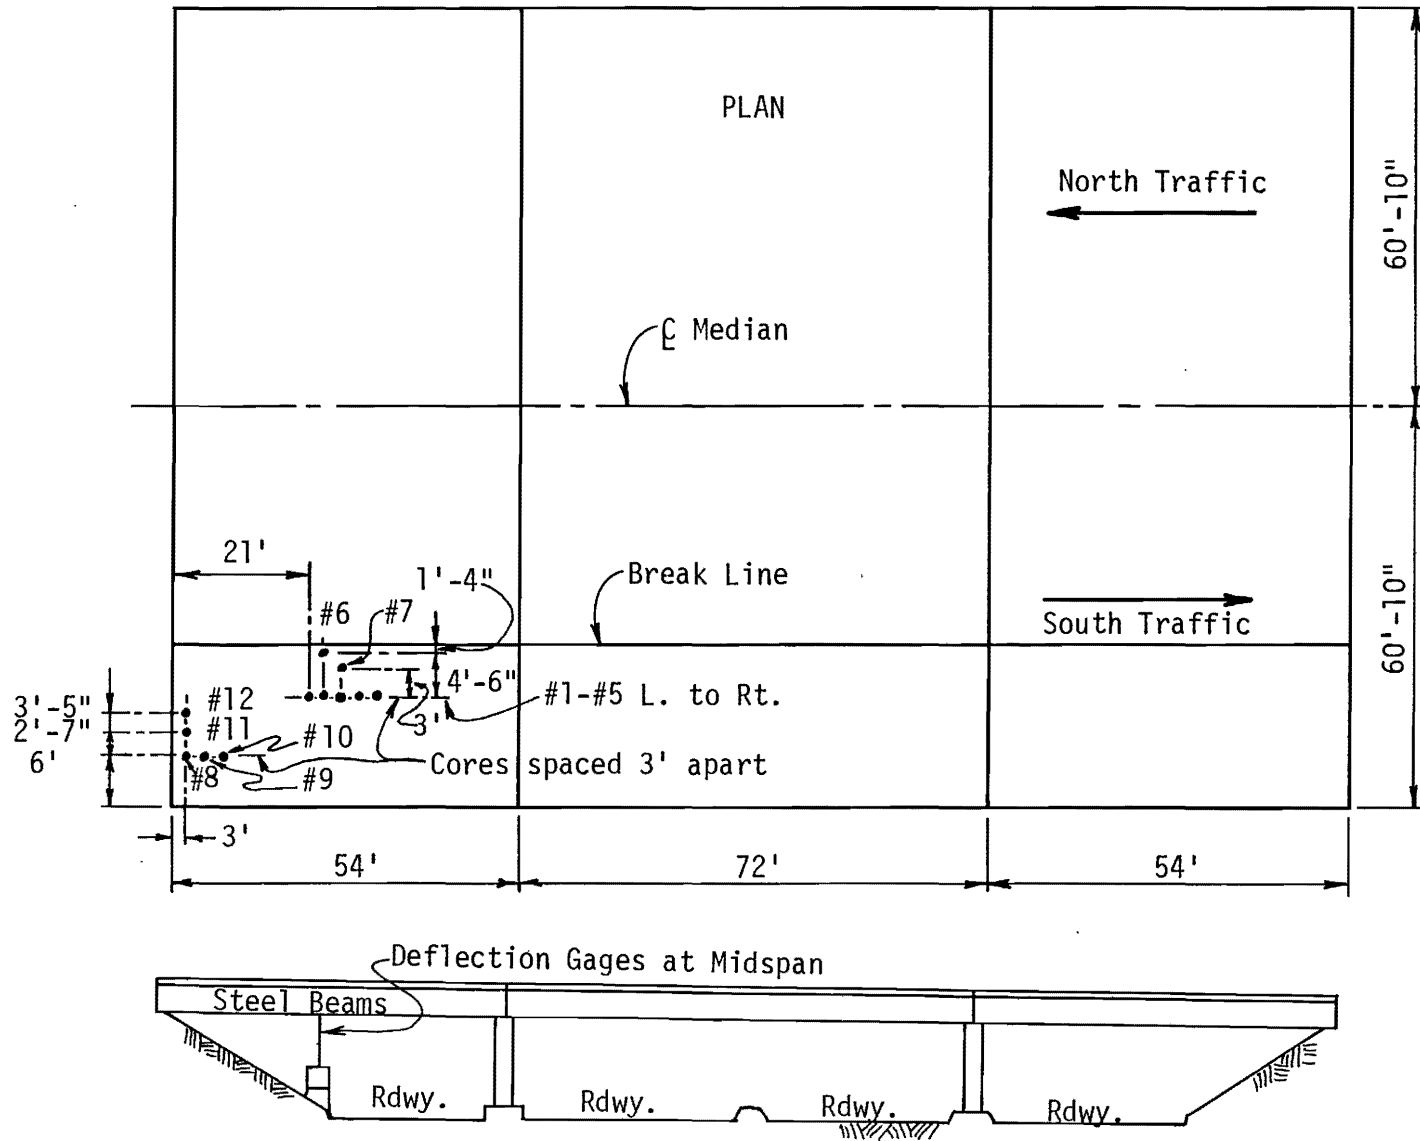 PLAN
North Traffic
60'-10"
℄ Median
21'
1'-4"
Break Line
#6
#7
South Traffic
60'-10"
4'-6"
#1-#5 L. to Rt.
3'
3'-5"
#12
2'-7"
#11
#10
6'
Cores spaced 3' apart
#8
#9
3'
54'
72'
54'
Deflection Gages at Midspan
Steel Beams
Rdwy.
Rdwy.
Rdwy.
Rdwy.